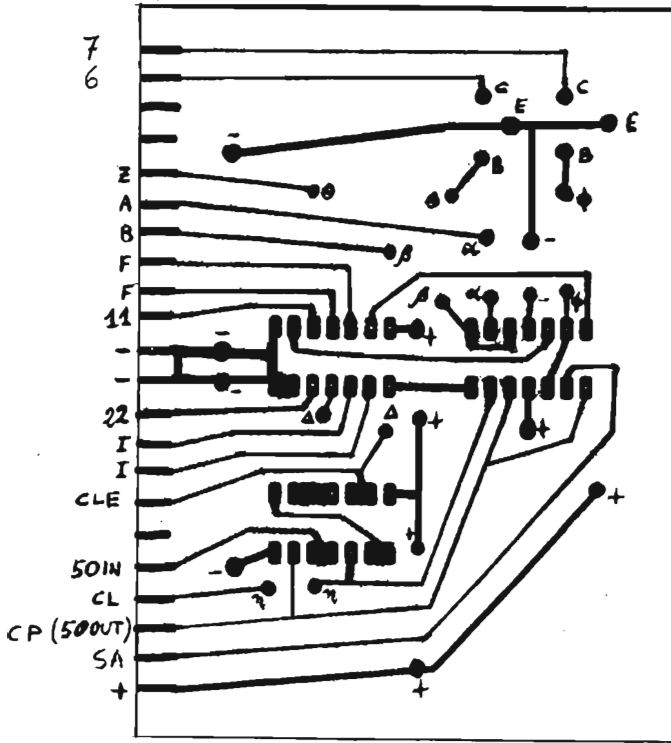 7
6
C C
E E
-
Z θ B B
A θ φ
B β α -
F
F β α - φ
11
- - +
- -
22 Δ Δ + +
I
I
CLE +
+
50IN -
CL η η
CP (50OUT)
SA
+ +